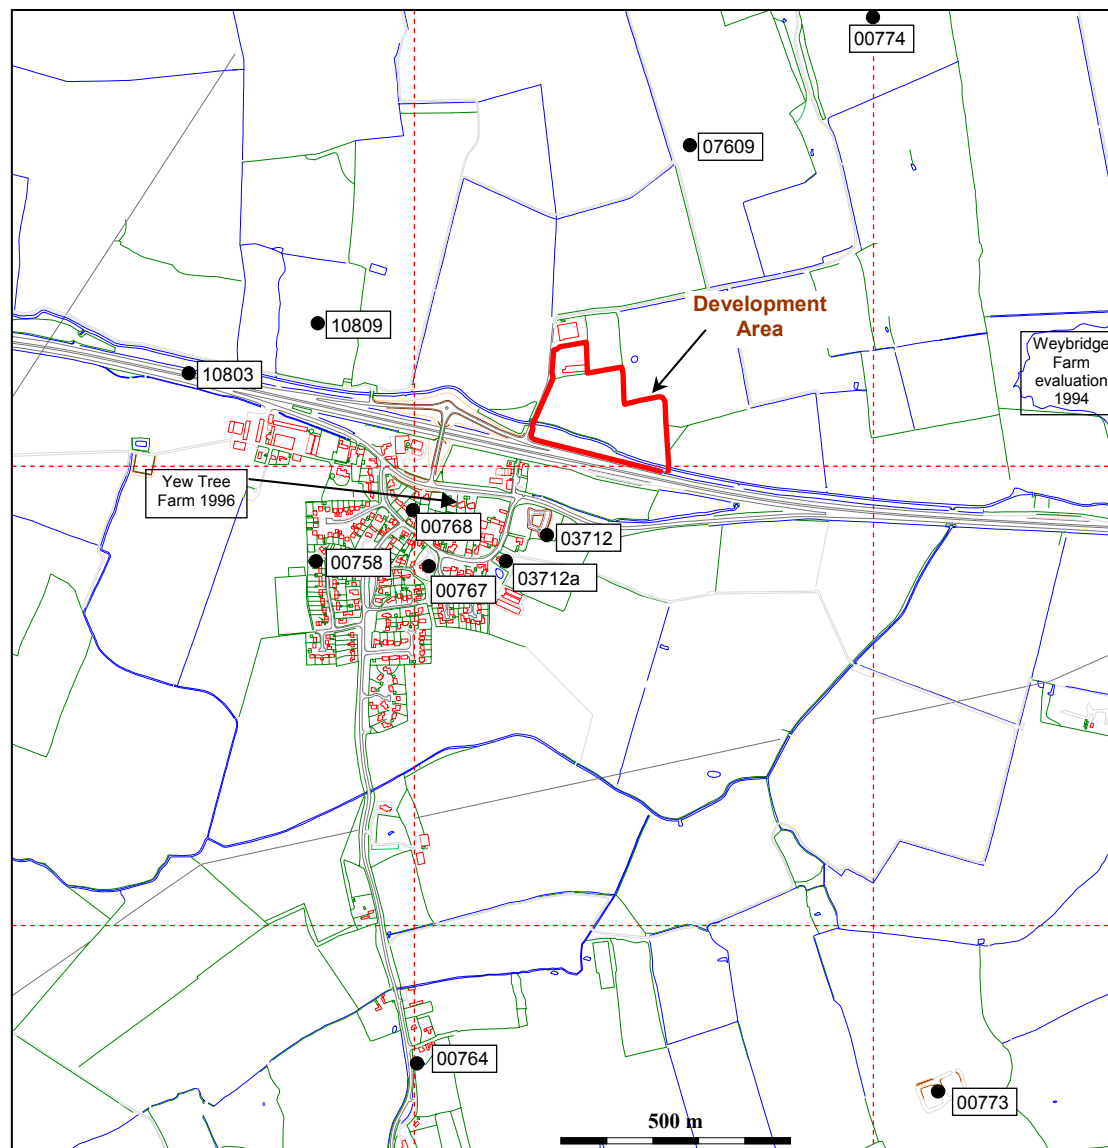 00774
07609
Development
Area
10809
Weybridge
Farm
evaluation
1994
10803
Yew Tree
Farm 1996
00768
03712
00758
03712a
00767
00764
00773
500 m